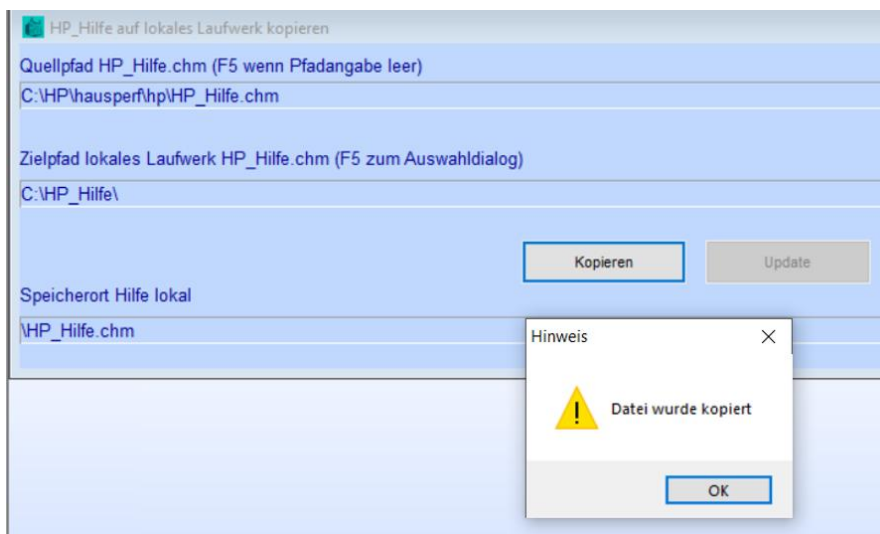 HP_Hilfe auf lokales Laufwerk kopieren
Quellpfad HP_Hilfe.chm (F5 wenn Pfadangabe leer)
C:\HP\hausperf\hp\HP_Hilfe.chm
Zielpfad lokales Laufwerk HP_Hilfe.chm (F5 zum Auswahldialog)
C:\HP_Hilfe\
Kopieren
Update
Speicherort Hilfe lokal
\HP_Hilfe.chm
Hinweis
Datei wurde kopiert
OK